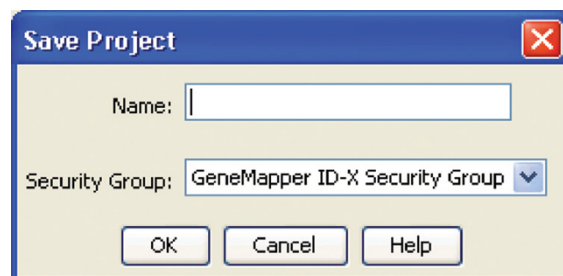 Save Project
Name:
Security Group: GeneMapper ID-X Security Group
OK Cancel Help